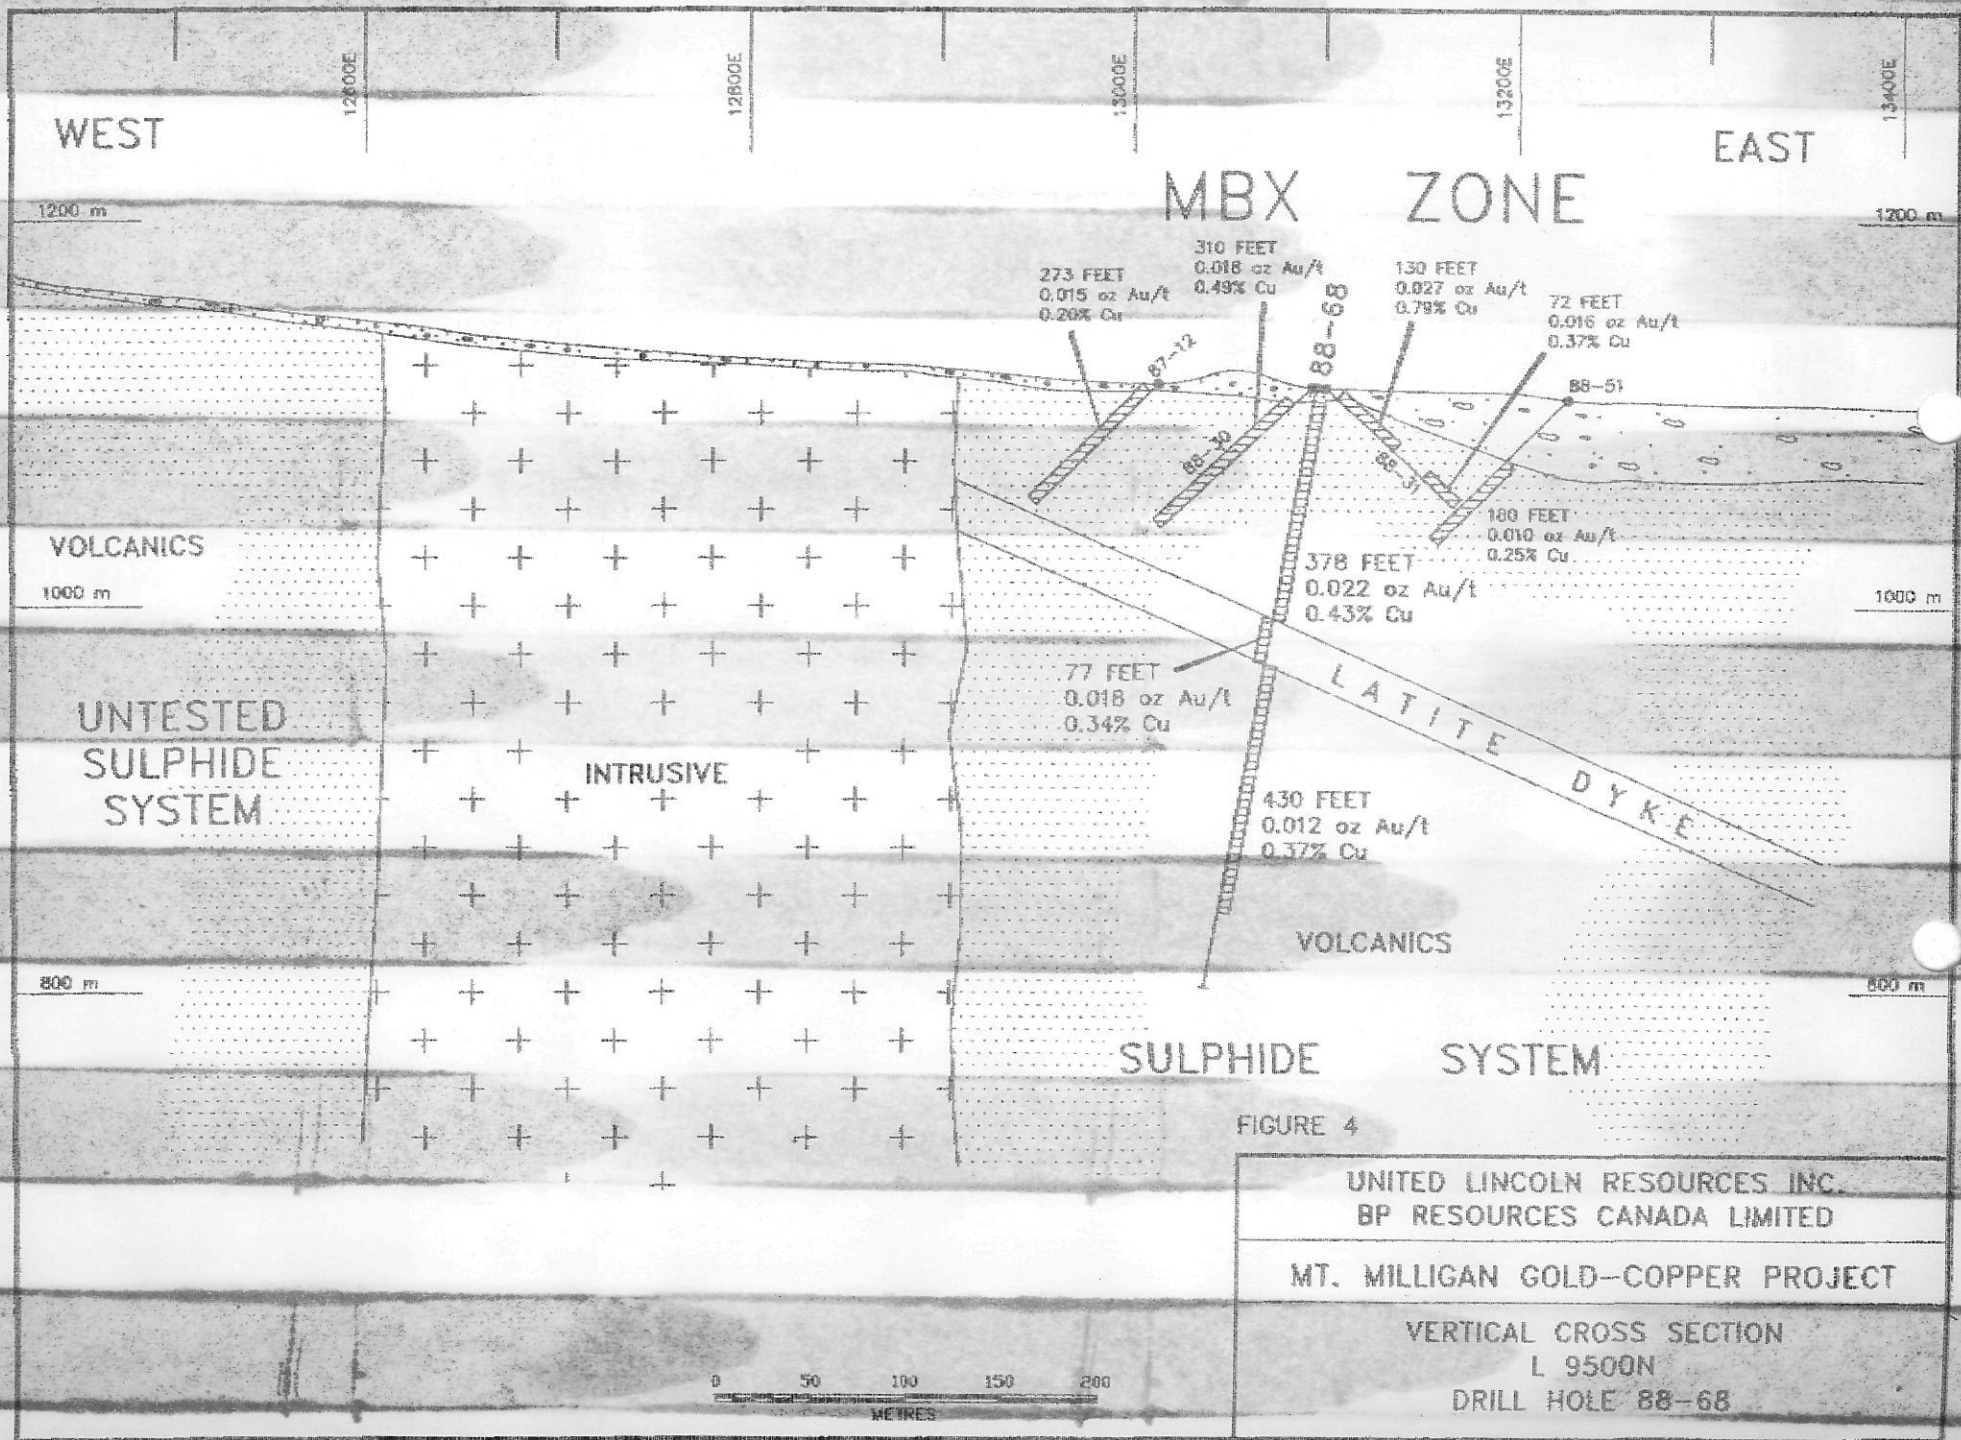 12600E
12800E
13000E
13200E
13400E
WEST
EAST
MBX ZONE
1200 m
1200 m
273 FEET
0.015 oz Au/t
0.20% Cu
310 FEET
0.018 oz Au/t
0.49% Cu
88-68
130 FEET
0.027 oz Au/t
0.79% Cu
72 FEET
0.016 oz Au/t
0.37% Cu
87-12
88-51
88-30
88-31
180 FEET
0.010 oz Au/t
0.25% Cu
VOLCANICS
378 FEET
0.022 oz Au/t
0.43% Cu
1000 m
1000 m
77 FEET
0.018 oz Au/t
0.34% Cu
LATITE DYKE
UNTESTED
SULPHIDE
SYSTEM
INTRUSIVE
430 FEET
0.012 oz Au/t
0.37% Cu
VOLCANICS
800 m
800 m
SULPHIDE SYSTEM
FIGURE 4
UNITED LINCOLN RESOURCES INC.
BP RESOURCES CANADA LIMITED
MT. MILLIGAN GOLD-COPPER PROJECT
VERTICAL CROSS SECTION
L 9500N
DRILL HOLE 88-68
0 50 100 150 200
METRES